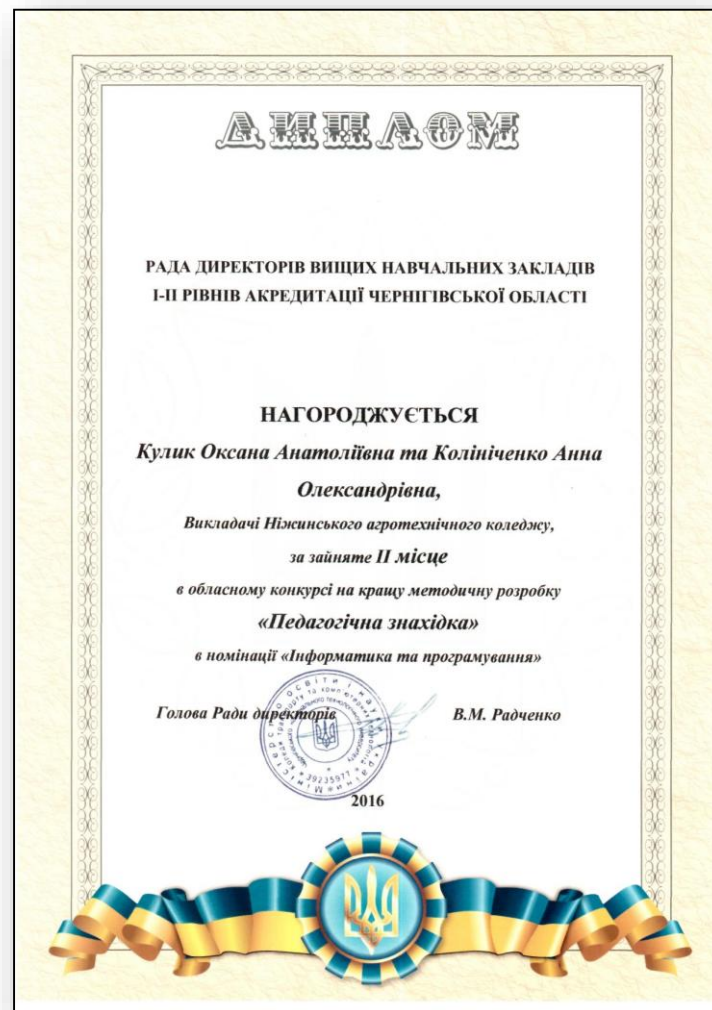 ДИПЛОМ
РАДА ДИРЕКТОРІВ ВИЩИХ НАВЧАЛЬНИХ ЗАКЛАДІВ
І-ІІ РІВНІВ АКРЕДИТАЦІЇ ЧЕРНІГІВСЬКОЇ ОБЛАСТІ
НАГОРОДЖУЄТЬСЯ
Кулик Оксана Анатоліївна та Колініченко Анна
Олександрівна,
Викладачі Ніжинського агротехнічного коледжу,
за зайняте ІІ місце
в обласному конкурсі на кращу методичну розробку
«Педагогічна знахідка»
в номінації «Інформатика та програмування»
Голова Ради директорів В.М. Радченко
39235977
2016